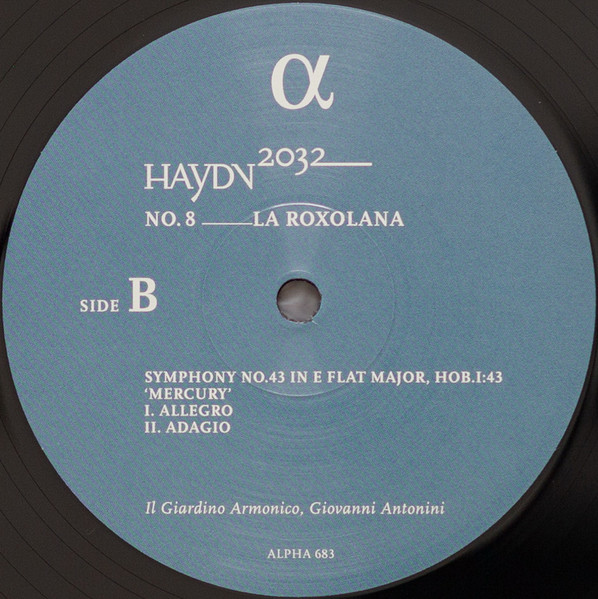 α
HAYDN2032
NO. 8 LA ROXOLANA
SIDE B
SYMPHONY NO.43 IN E FLAT MAJOR, HOB.I:43
‘MERCURY’
I. ALLEGRO
II. ADAGIO
Il Giardino Armonico, Giovanni Antonini
ALPHA 683